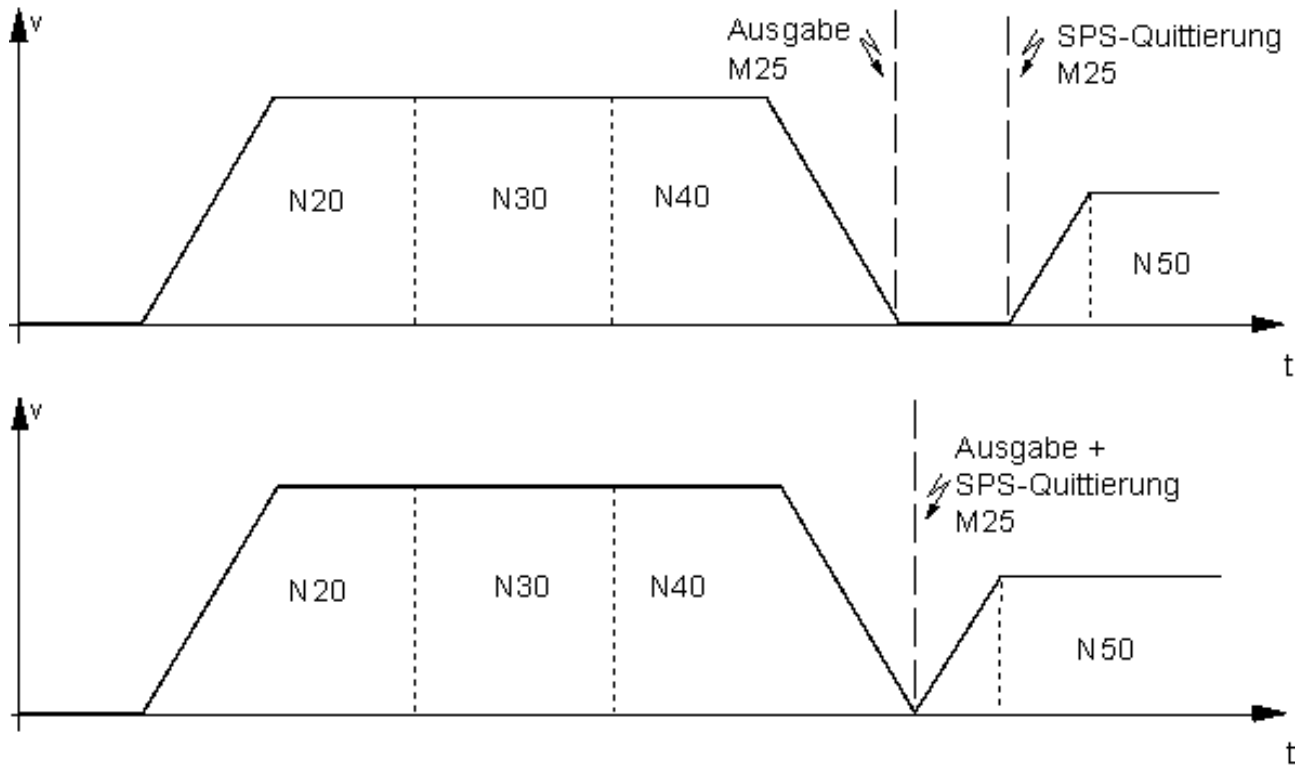 v
Ausgabe
M25
SPS-Quittierung
M25
N20
N30
N40
N50
t
v
Ausgabe +
SPS-Quittierung
M25
N20
N30
N40
N50
t